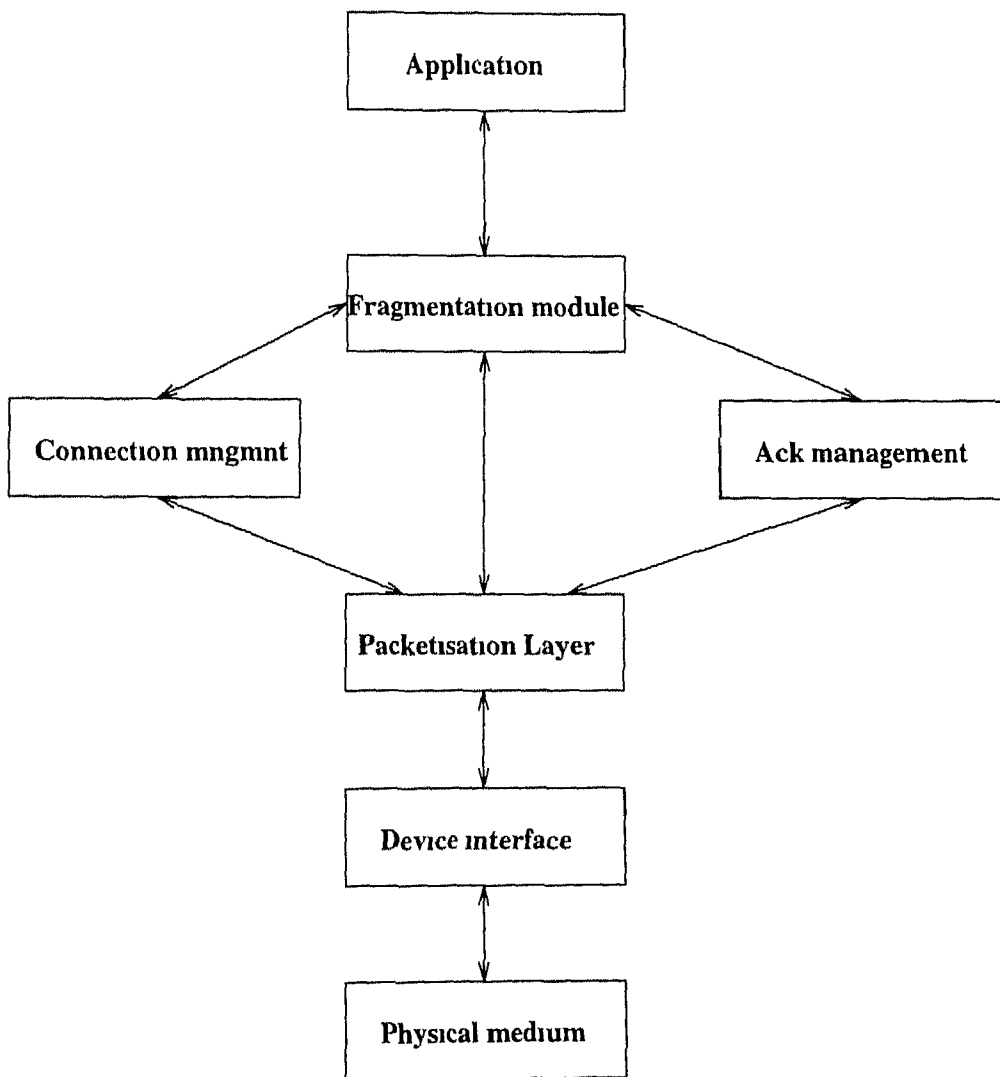 Application
Fragmentation module
Connection mngmnt
Ack management
Packetisation Layer
Device interface
Physical medium